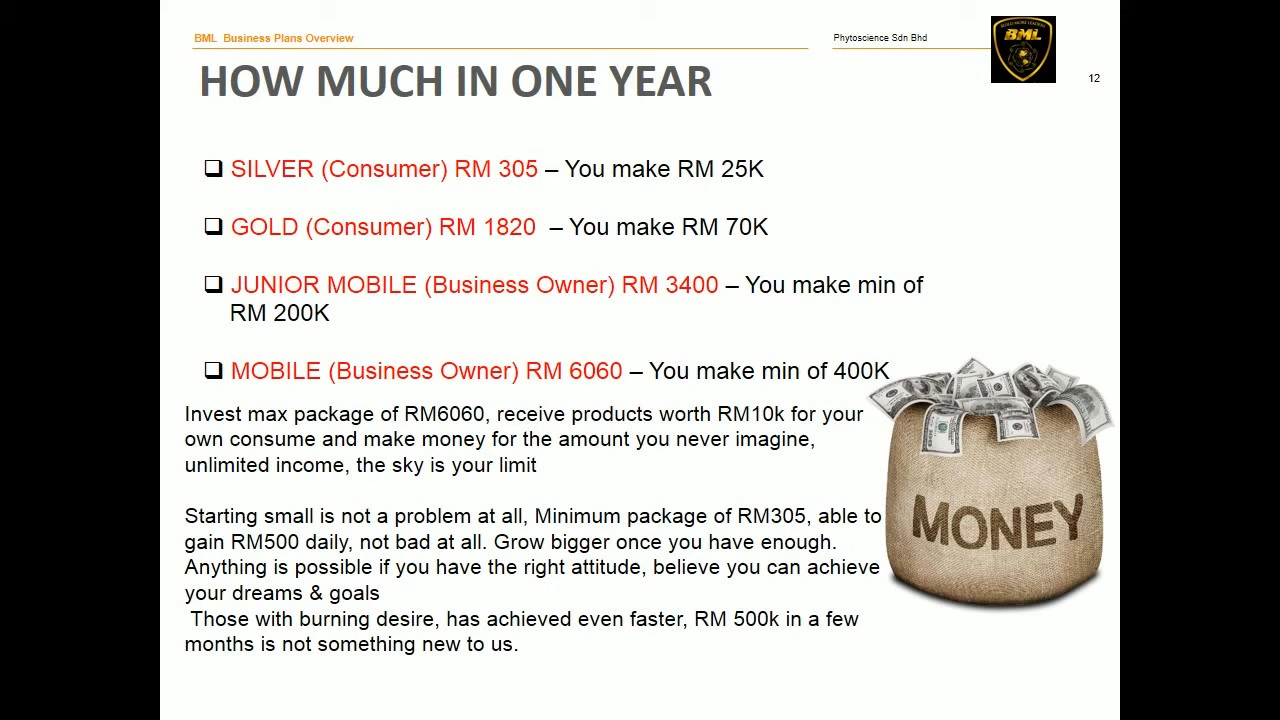 BML Business Plans Overview
Phytoscience Sdn Bhd
BUILD MORE LEADERS
BML
12
HOW MUCH IN ONE YEAR
SILVER (Consumer) RM 305 – You make RM 25K
GOLD (Consumer) RM 1820 – You make RM 70K
JUNIOR MOBILE (Business Owner) RM 3400 – You make min of
RM 200K
MOBILE (Business Owner) RM 6060 – You make min of 400K
Invest max package of RM6060, receive products worth RM10k for your
own consume and make money for the amount you never imagine,
unlimited income, the sky is your limit
MONEY
Starting small is not a problem at all, Minimum package of RM305, able to
gain RM500 daily, not bad at all. Grow bigger once you have enough.
Anything is possible if you have the right attitude, believe you can achieve
your dreams & goals
Those with burning desire, has achieved even faster, RM 500k in a few
months is not something new to us.